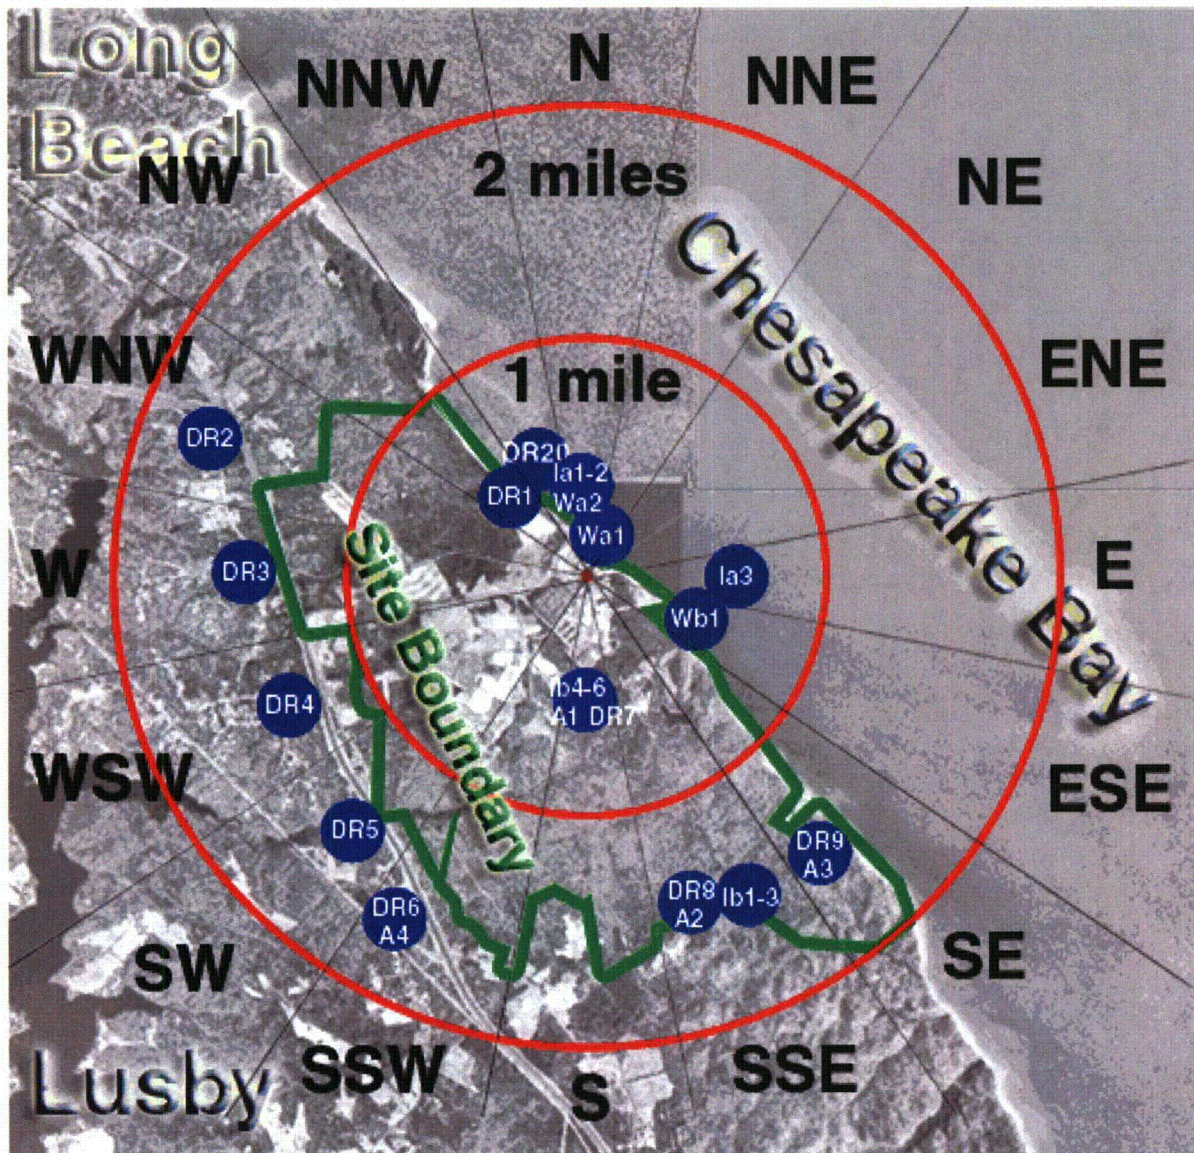 Long
Beach
NNW
N
NNE
NW
2 miles
NE
Chesapeake Bay
WNW
1 mile
ENE
DR2
DR20
Ia1-2
DR1
Wa2
Wa1
Site Boundary
W
DR3
Ia3
E
Wb1
DR4
Ib4-6
A1 DR7
WSW
ESE
DR5
DR9
A3
DR8
A2
Ib1-3
DR6
A4
SW
SE
Lusby
SSW
S
SSE